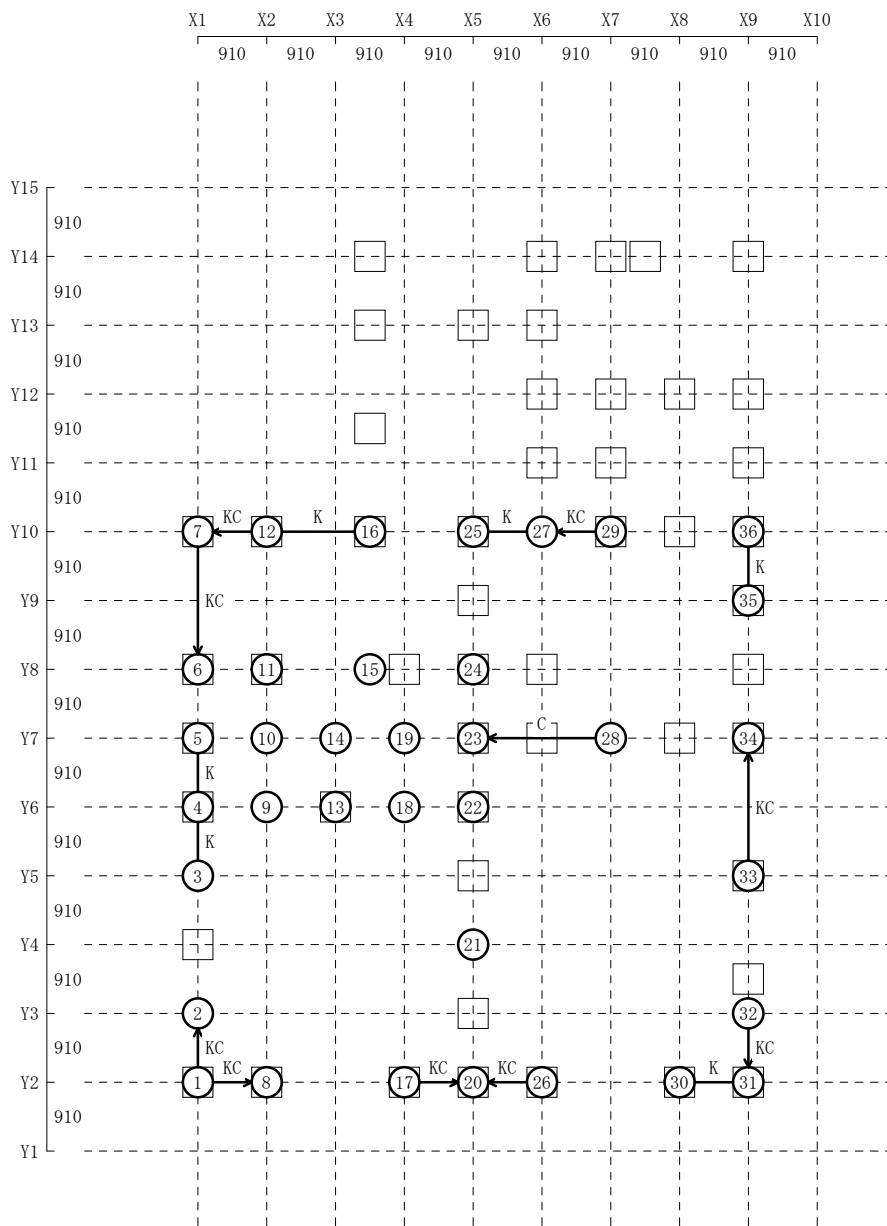 X1 X2 X3 X4 X5 X6 X7 X8 X9 X10
910 910 910 910 910 910 910 910 910
Y15
910
Y14
910
Y13
910
Y12
910
Y11
910
KC K K KC
Y10 7 12 16 25 27 29 36
910 K
KC
Y9 35
910
Y8 6 11 15 24
910
C
Y7 5 10 14 19 23 28 34
910 K
KC
Y6 4 9 13 18 22
910 K
Y5 3 33
910
Y4 21
910
Y3 2 32
910 KC KC
KC KC KC K
Y2 1 8 17 20 26 30 31
910
Y1